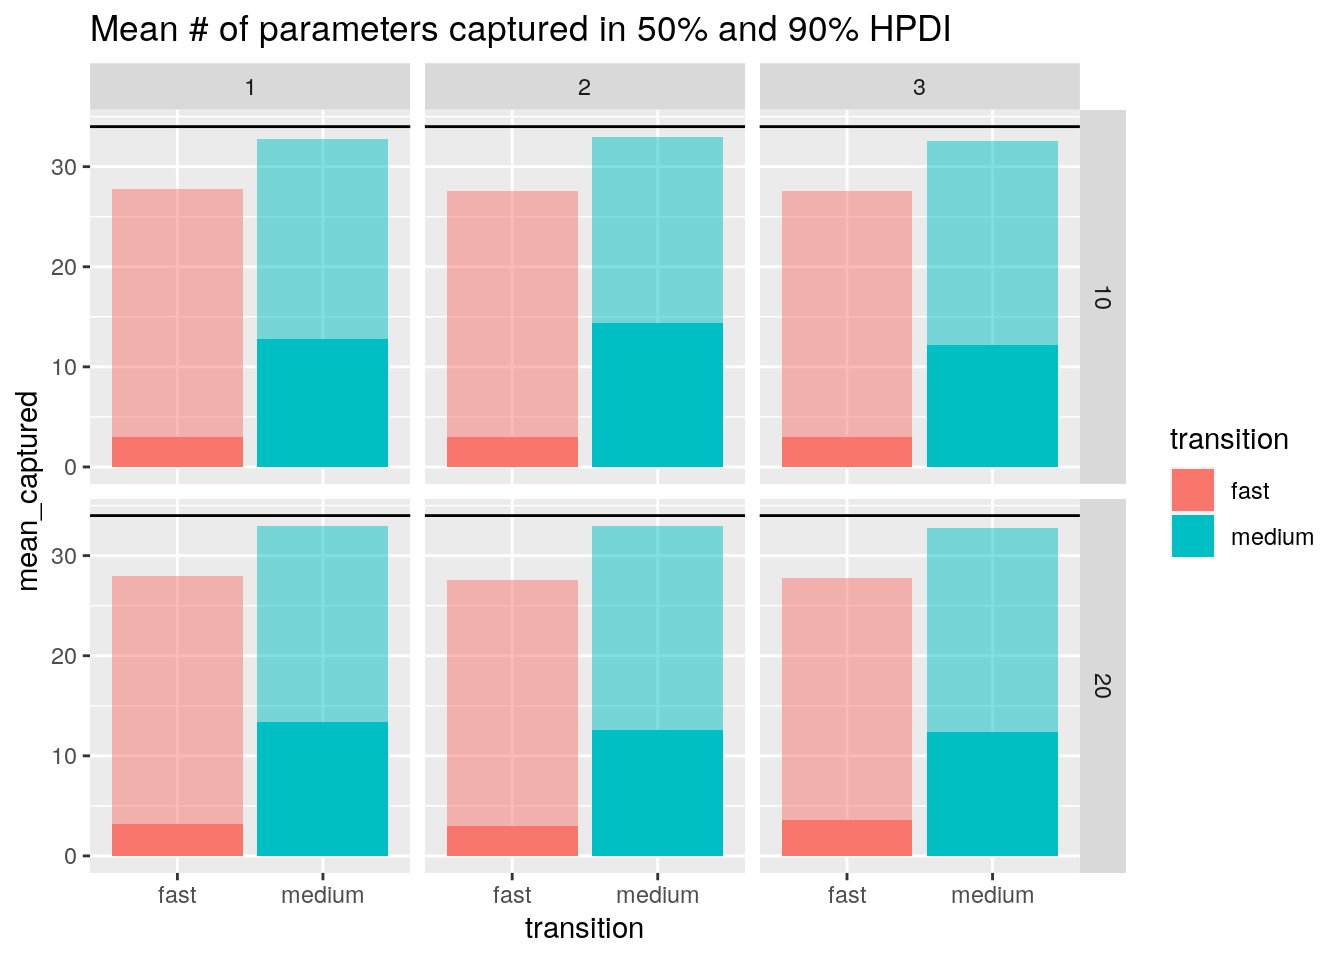 Mean # of parameters captured in 50% and 90% HPDI
1 2 3
30
20
10
0
10
30
20
10
0
20
mean_captured
fast medium fast medium fast medium
transition
transition
fast
medium